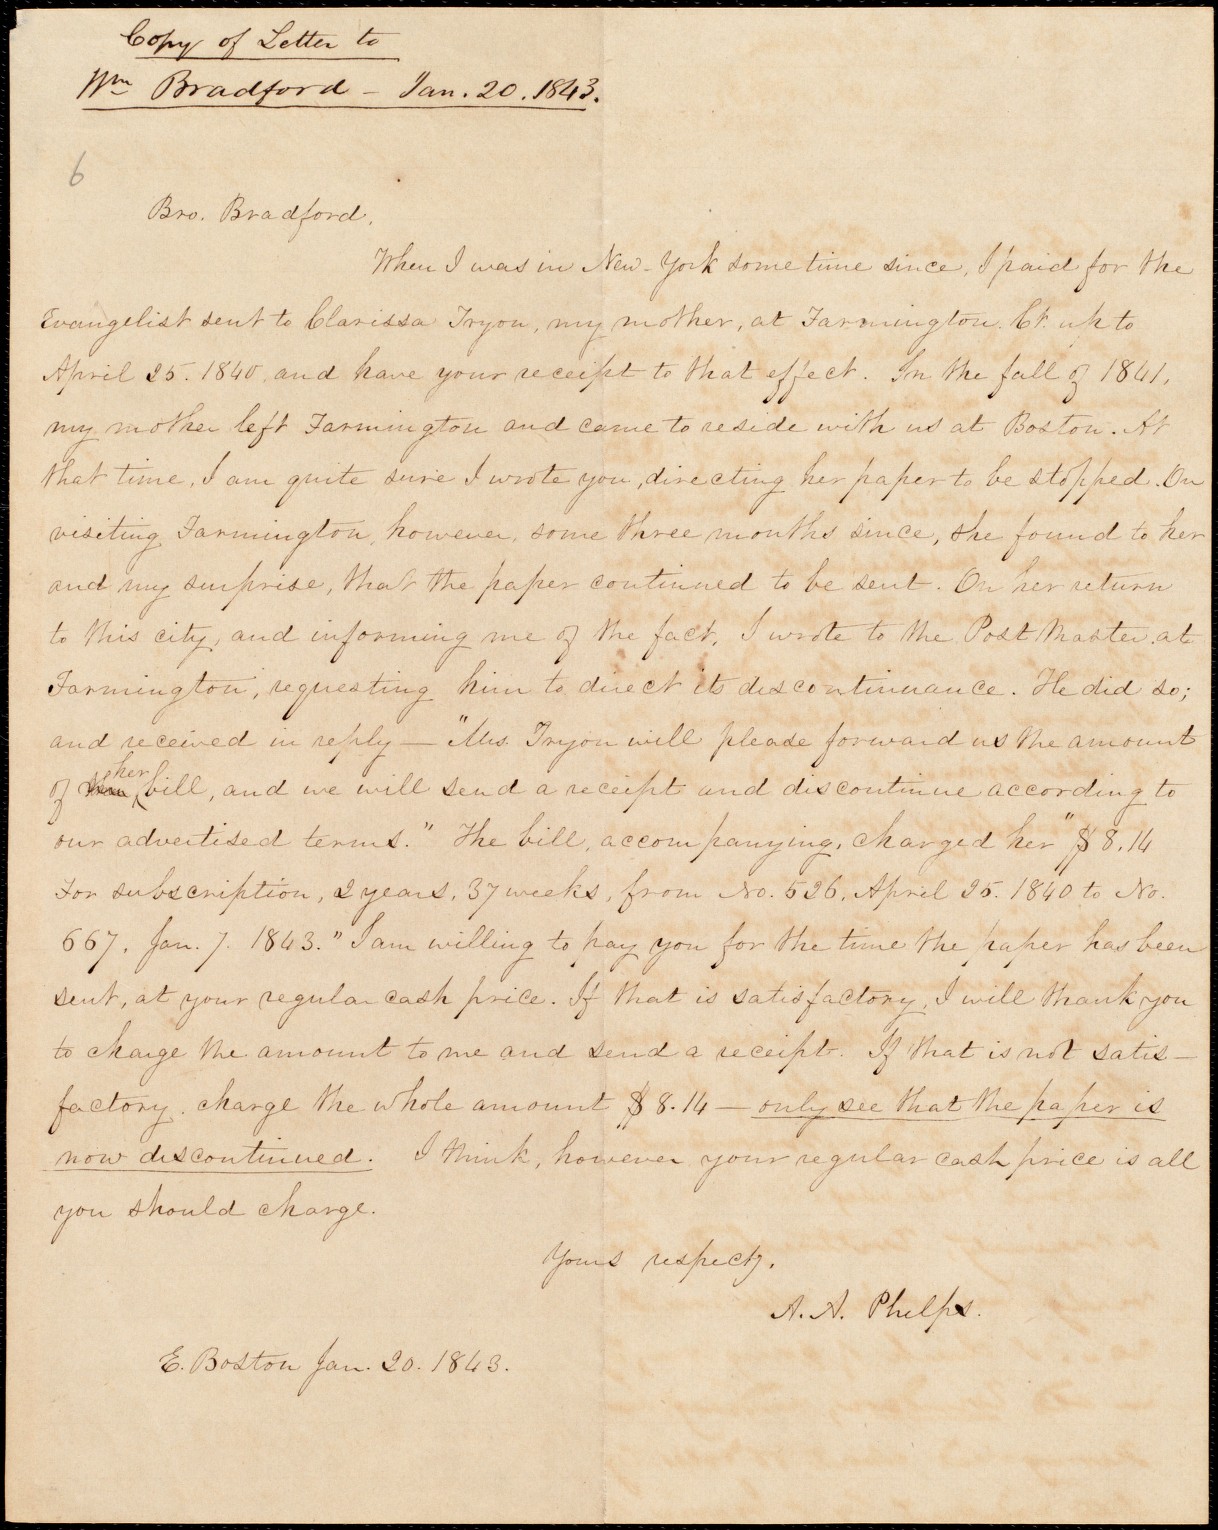 Copy of Letter to
Wm Bradford – Jan. 20. 1843.
6
Bro. Bradford,
When I was in New-York some time since, I paid for the
Evangelist sent to Clarissa Tryon, my mother, at Farmington Ct. up to
April 25. 1840, and have your receipt to that effect. In the fall of 1841,
my mother left Farmington and came to reside with us at Boston. At
that time, I am quite sure I wrote you, directing her paper to be stopped. On
visiting Farmington, however, some three months since, she found to her
and my surprise, that the paper continued to be sent. On her return
to this city, and informing me of the fact, I wrote to the Post Master at
Farmington, requesting him to direct its discontinuance. He did so;
and received in reply — "Mrs. Tryon will please forward us the amount
of her bill, and we will send a receipt and discontinue according to
our advertised terms." The bill, accompanying, charged her "$8.14
For subscription, 2 years, 37 weeks, from No. 526, April 25. 1840 to No.
667, Jan. 7. 1843." I am willing to pay you for the time the paper has been
sent, at your regular cash price. If that is satisfactory, I will thank you
to charge the amount to me and send a receipt. If that is not satis-
factory, charge the whole amount $8.14 — only see that the paper is
now discontinued. I think, however your regular cash price is all
you should charge.
Yours respecty.
A. A. Phelps.
E. Boston Jan. 20. 1843.